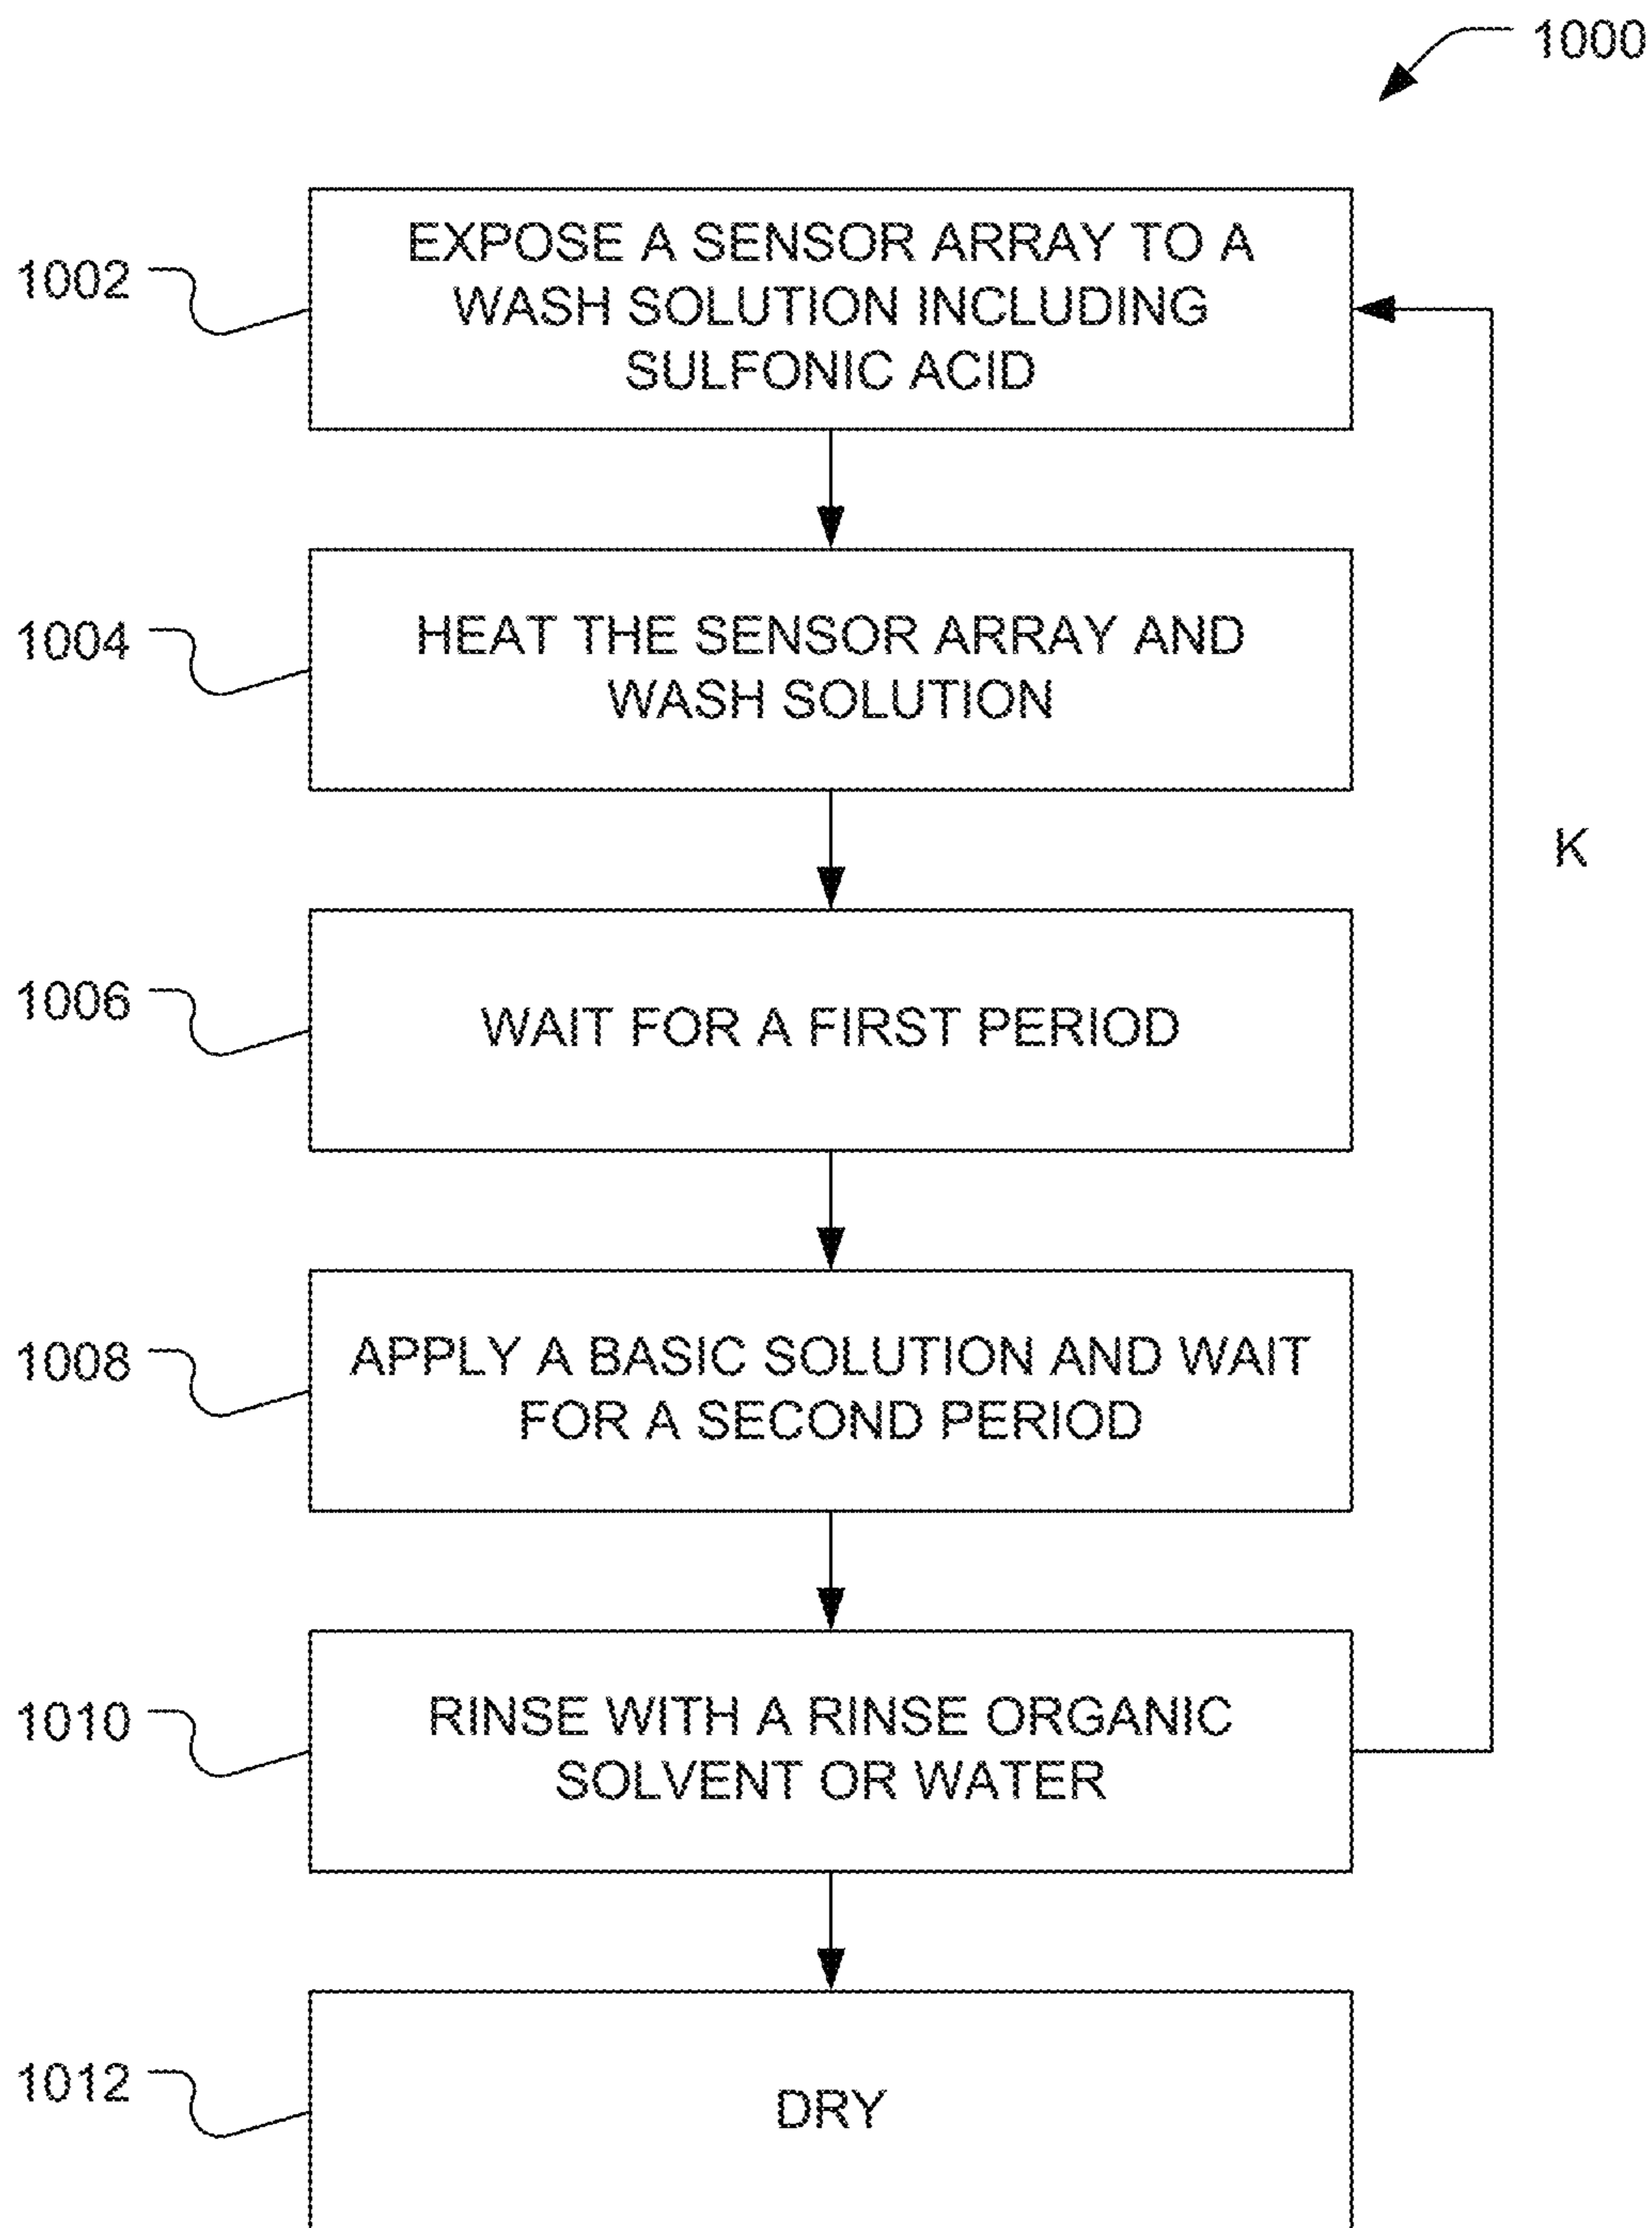 1000
1002
EXPOSE A SENSOR ARRAY TO A
WASH SOLUTION INCLUDING
SULFONIC ACID
1004
HEAT THE SENSOR ARRAY AND
WASH SOLUTION
K
1006
WAIT FOR A FIRST PERIOD
1008
APPLY A BASIC SOLUTION AND WAIT
FOR A SECOND PERIOD
1010
RINSE WITH A RINSE ORGANIC
SOLVENT OR WATER
1012
DRY